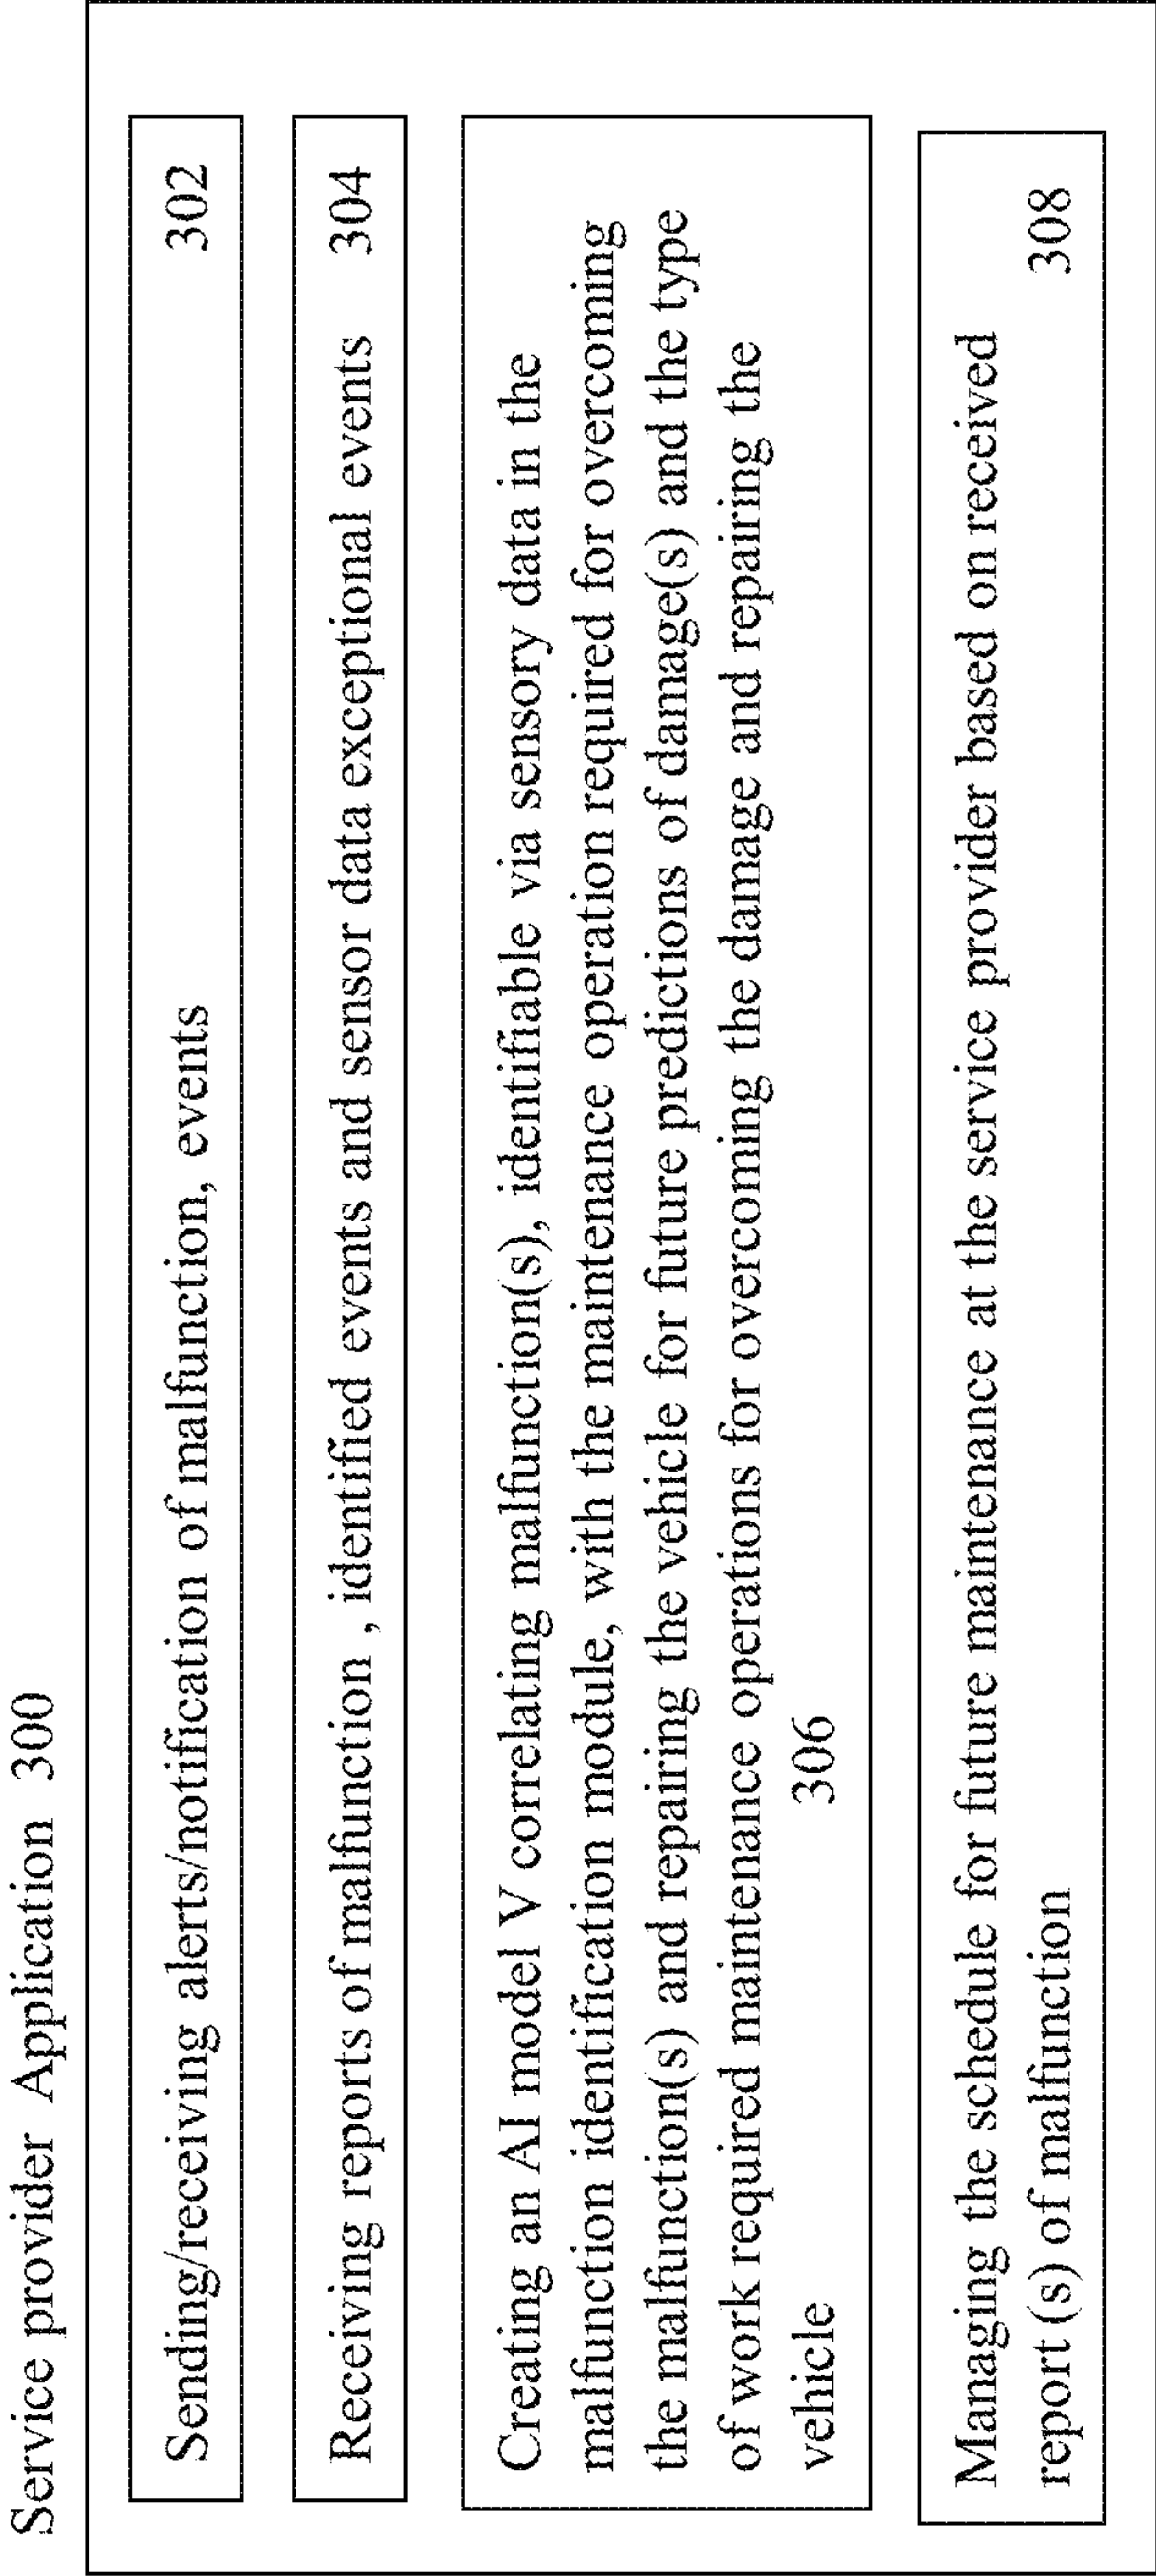 Service provider Application 300
Sending/receiving alerts/notification of malfunction, events 302
Receiving reports of malfunction , identified events and sensor data exceptional events 304
Creating an AI model V correlating malfunction(s), identifiable via sensory data in the
malfunction identification module, with the maintenance operation required for overcoming
the malfunction(s) and repairing the vehicle for future predictions of damage(s) and the type
of work required maintenance operations for overcoming the damage and repairing the
vehicle 306
Managing the schedule for future maintenance at the service provider based on received
report (s) of malfunction 308